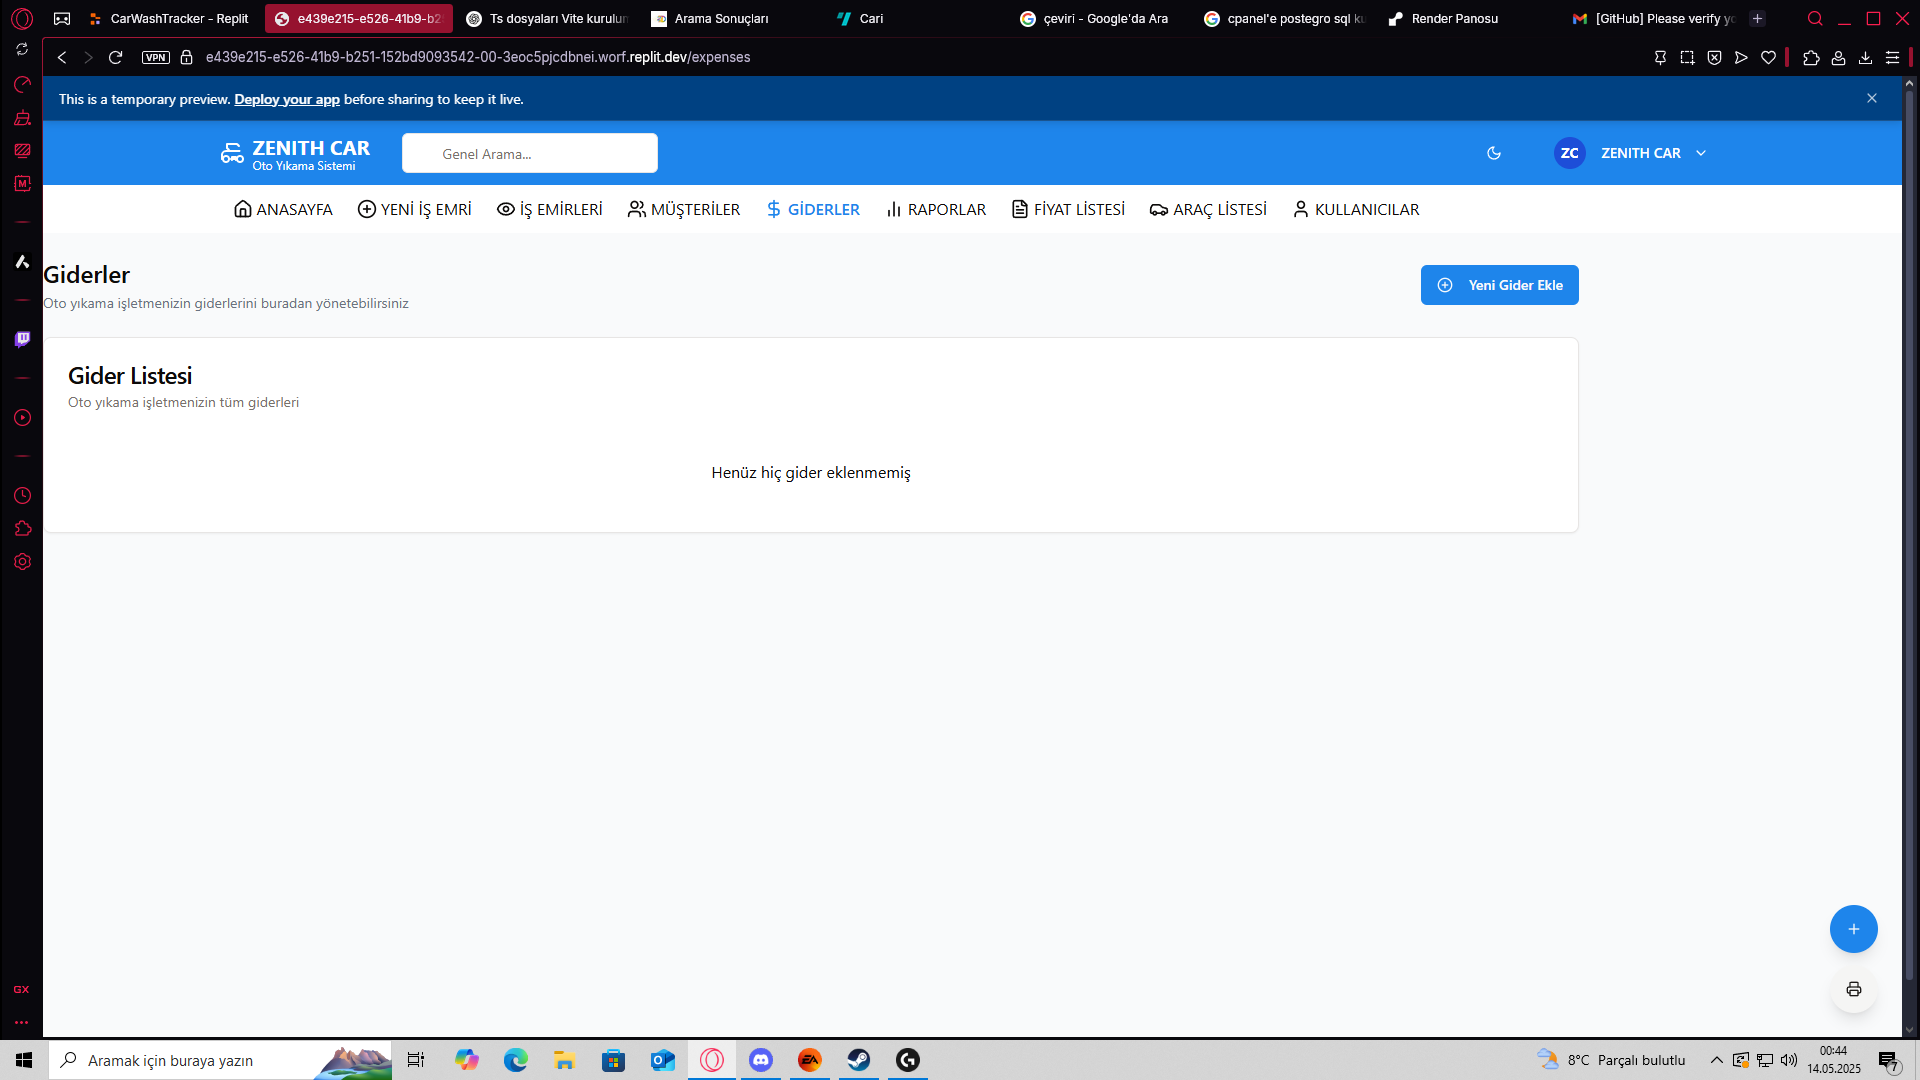 CarWashTracker - Replit
e439e215-e526-41b9-b2
Ts dosyaları Vite kurulum
Arama Sonuçları
Cari
çeviri - Google'da Ara
cpanel'e postegro sql ku
Render Panosu
[GitHub] Please verify yo
VPN
e439e215-e526-41b9-b251-152bd9093542-00-3eoc5pjcdbnei.worf.replit.dev/expenses
This is a temporary preview. Deploy your app before sharing to keep it live.
ZENITH CAR
Oto Yıkama Sistemi
Genel Arama...
ZC
ZENITH CAR
ANASAYFA
YENİ İŞ EMRİ
İŞ EMİRLERİ
MÜŞTERİLER
GİDERLER
RAPORLAR
FİYAT LİSTESİ
ARAÇ LİSTESİ
KULLANICILAR
Giderler
Oto yıkama işletmenizin giderlerini buradan yönetebilirsiniz
Yeni Gider Ekle
Gider Listesi
Oto yıkama işletmenizin tüm giderleri
Henüz hiç gider eklenmemiş
GX
Aramak için buraya yazın
EA
8°C Parçalı bulutlu
00:44
14.05.2025
7